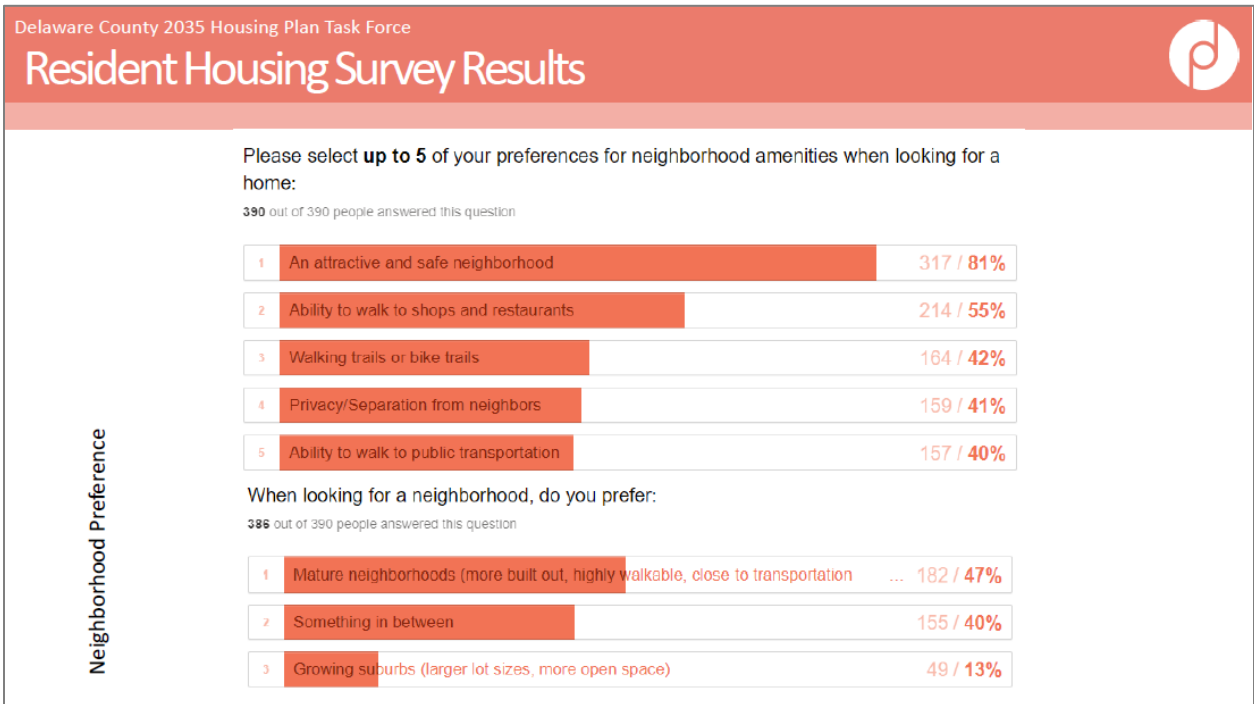 Delaware County 2035 Housing Plan Task Force
Resident Housing Survey Results
Please select up to 5 of your preferences for neighborhood amenities when looking for a
home:
390 out of 390 people answered this question
1 An attractive and safe neighborhood 317 / 81%
2 Ability to walk to shops and restaurants 214 / 55%
3 Walking trails or bike trails 164 / 42%
4 Privacy/Separation from neighbors 159 / 41%
5 Ability to walk to public transportation 157 / 40%
When looking for a neighborhood, do you prefer:
386 out of 390 people answered this question
1 Mature neighborhoods (more built out, highly walkable, close to transportation ... 182 / 47%
2 Something in between 155 / 40%
3 Growing suburbs (larger lot sizes, more open space) 49 / 13%
Neighborhood Preference